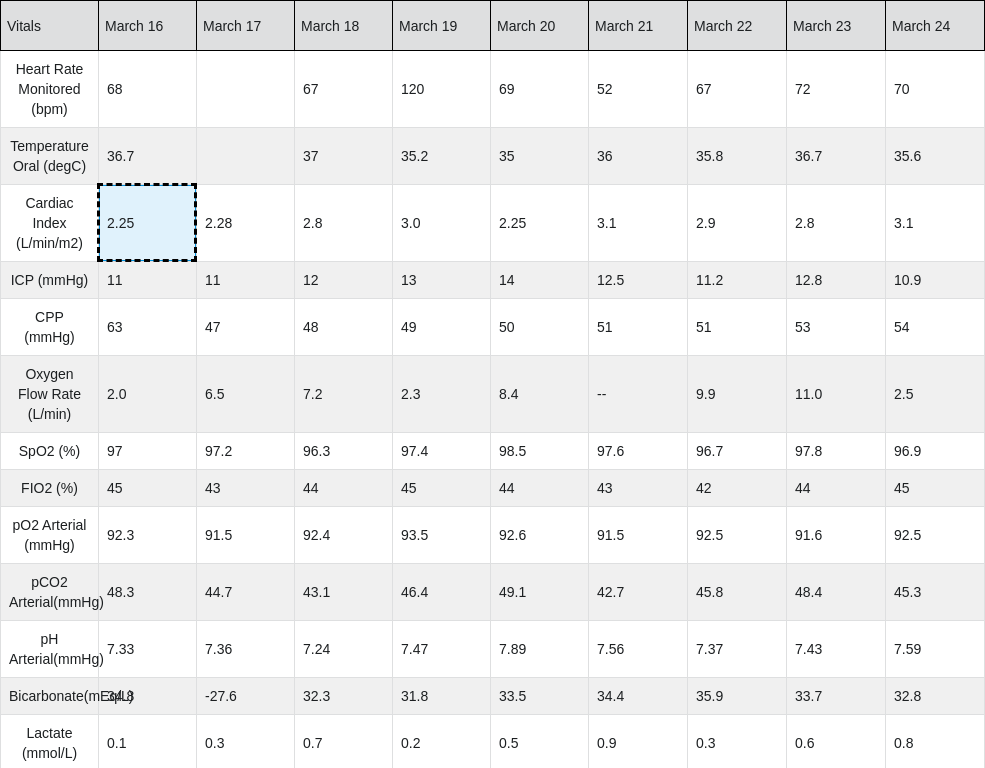 Vitals March 16 March 17 March 18 March 19 March 20 March 21 March 22 March 23 March 24
Heart Rate
Monitored
(bpm)
68 67 120 69 52 67 72 70
Temperature
Oral (degC)
36.7 37 35.2 35 36 35.8 36.7 35.6
Cardiac
Index
(L/min/m2)
2.25 2.28 2.8 3.0 2.25 3.1 2.9 2.8 3.1
ICP (mmHg) 11 11 12 13 14 12.5 11.2 12.8 10.9
CPP
(mmHg)
63 47 48 49 50 51 51 53 54
Oxygen
Flow Rate
(L/min)
2.0 6.5 7.2 2.3 8.4 -- 9.9 11.0 2.5
SpO2 (%) 97 97.2 96.3 97.4 98.5 97.6 96.7 97.8 96.9
FIO2 (%) 45 43 44 45 44 43 42 44 45
pO2 Arterial
(mmHg)
92.3 91.5 92.4 93.5 92.6 91.5 92.5 91.6 92.5
pCO2
Arterial(mmHg)
48.3 44.7 43.1 46.4 49.1 42.7 45.8 48.4 45.3
pH
Arterial(mmHg)
7.33 7.36 7.24 7.47 7.89 7.56 7.37 7.43 7.59
Bicarbonate(mEq/L) 34.8 -27.6 32.3 31.8 33.5 34.4 35.9 33.7 32.8
Lactate
(mmol/L)
0.1 0.3 0.7 0.2 0.5 0.9 0.3 0.6 0.8